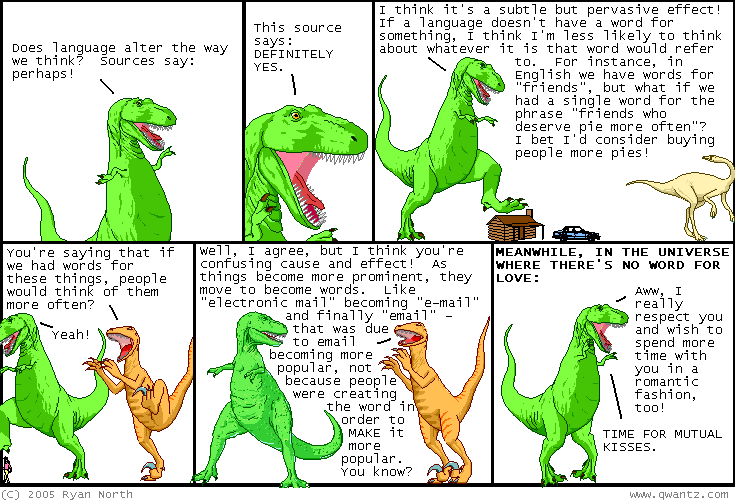 Does language alter the way
we think?  Sources say:
perhaps!
This source
says:
DEFINITELY
YES.
I think it's a subtle but pervasive effect!
If a language doesn't have a word for
something, I think I'm less likely to think
about whatever it is that word would refer
to.  For instance, in
English we have words for
"friends", but what if we
had a single word for the
phrase "friends who
deserve pie more often"?
I bet I'd consider buying
people more pies!
You're saying that if
we had words for
these things, people
would think of them
more often?
Yeah!
Well, I agree, but I think you're
confusing cause and effect!  As
things become more prominent, they
move to become words.  Like
"electronic mail" becoming "e-mail"
and finally "email" -
that was due
to email
becoming more
popular, not
because people
were creating
the word in
order to
MAKE it
more
popular.
You know?
MEANWHILE, IN THE UNIVERSE
WHERE THERE'S NO WORD FOR
LOVE:
Aww, I
really
respect you
and wish to
spend more
time with
you in a
romantic
fashion,
too!
TIME FOR MUTUAL
KISSES.
(C) 2005 Ryan North
www.qwantz.com